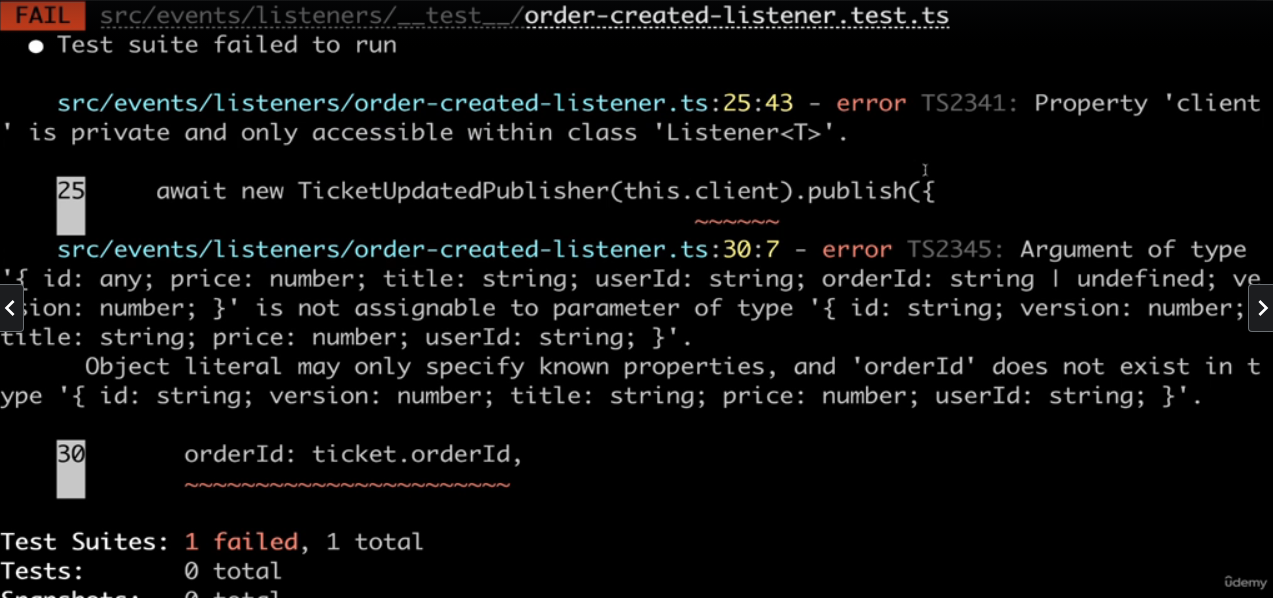 FAIL src/events/listeners/__test__/order-created-listener.test.ts
● Test suite failed to run
src/events/listeners/order-created-listener.ts:25:43 - error TS2341: Property 'client
' is private and only accessible within class 'Listener<T>'.
25 await new TicketUpdatedPublisher(this.client).publish({
~~~~~~
src/events/listeners/order-created-listener.ts:30:7 - error TS2345: Argument of type
'{ id: any; price: number; title: string; userId: string; orderId: string | undefined; ve
sion: number; }' is not assignable to parameter of type '{ id: string; version: number;
title: string; price: number; userId: string; }'.
Object literal may only specify known properties, and 'orderId' does not exist in t
ype '{ id: string; version: number; title: string; price: number; userId: string; }'.
30 orderId: ticket.orderId,
~~~~~~~~~~~~~~~~~~~~~~~
Test Suites: 1 failed, 1 total
Tests: 0 total
Snapshots: 0 total
ûdemy